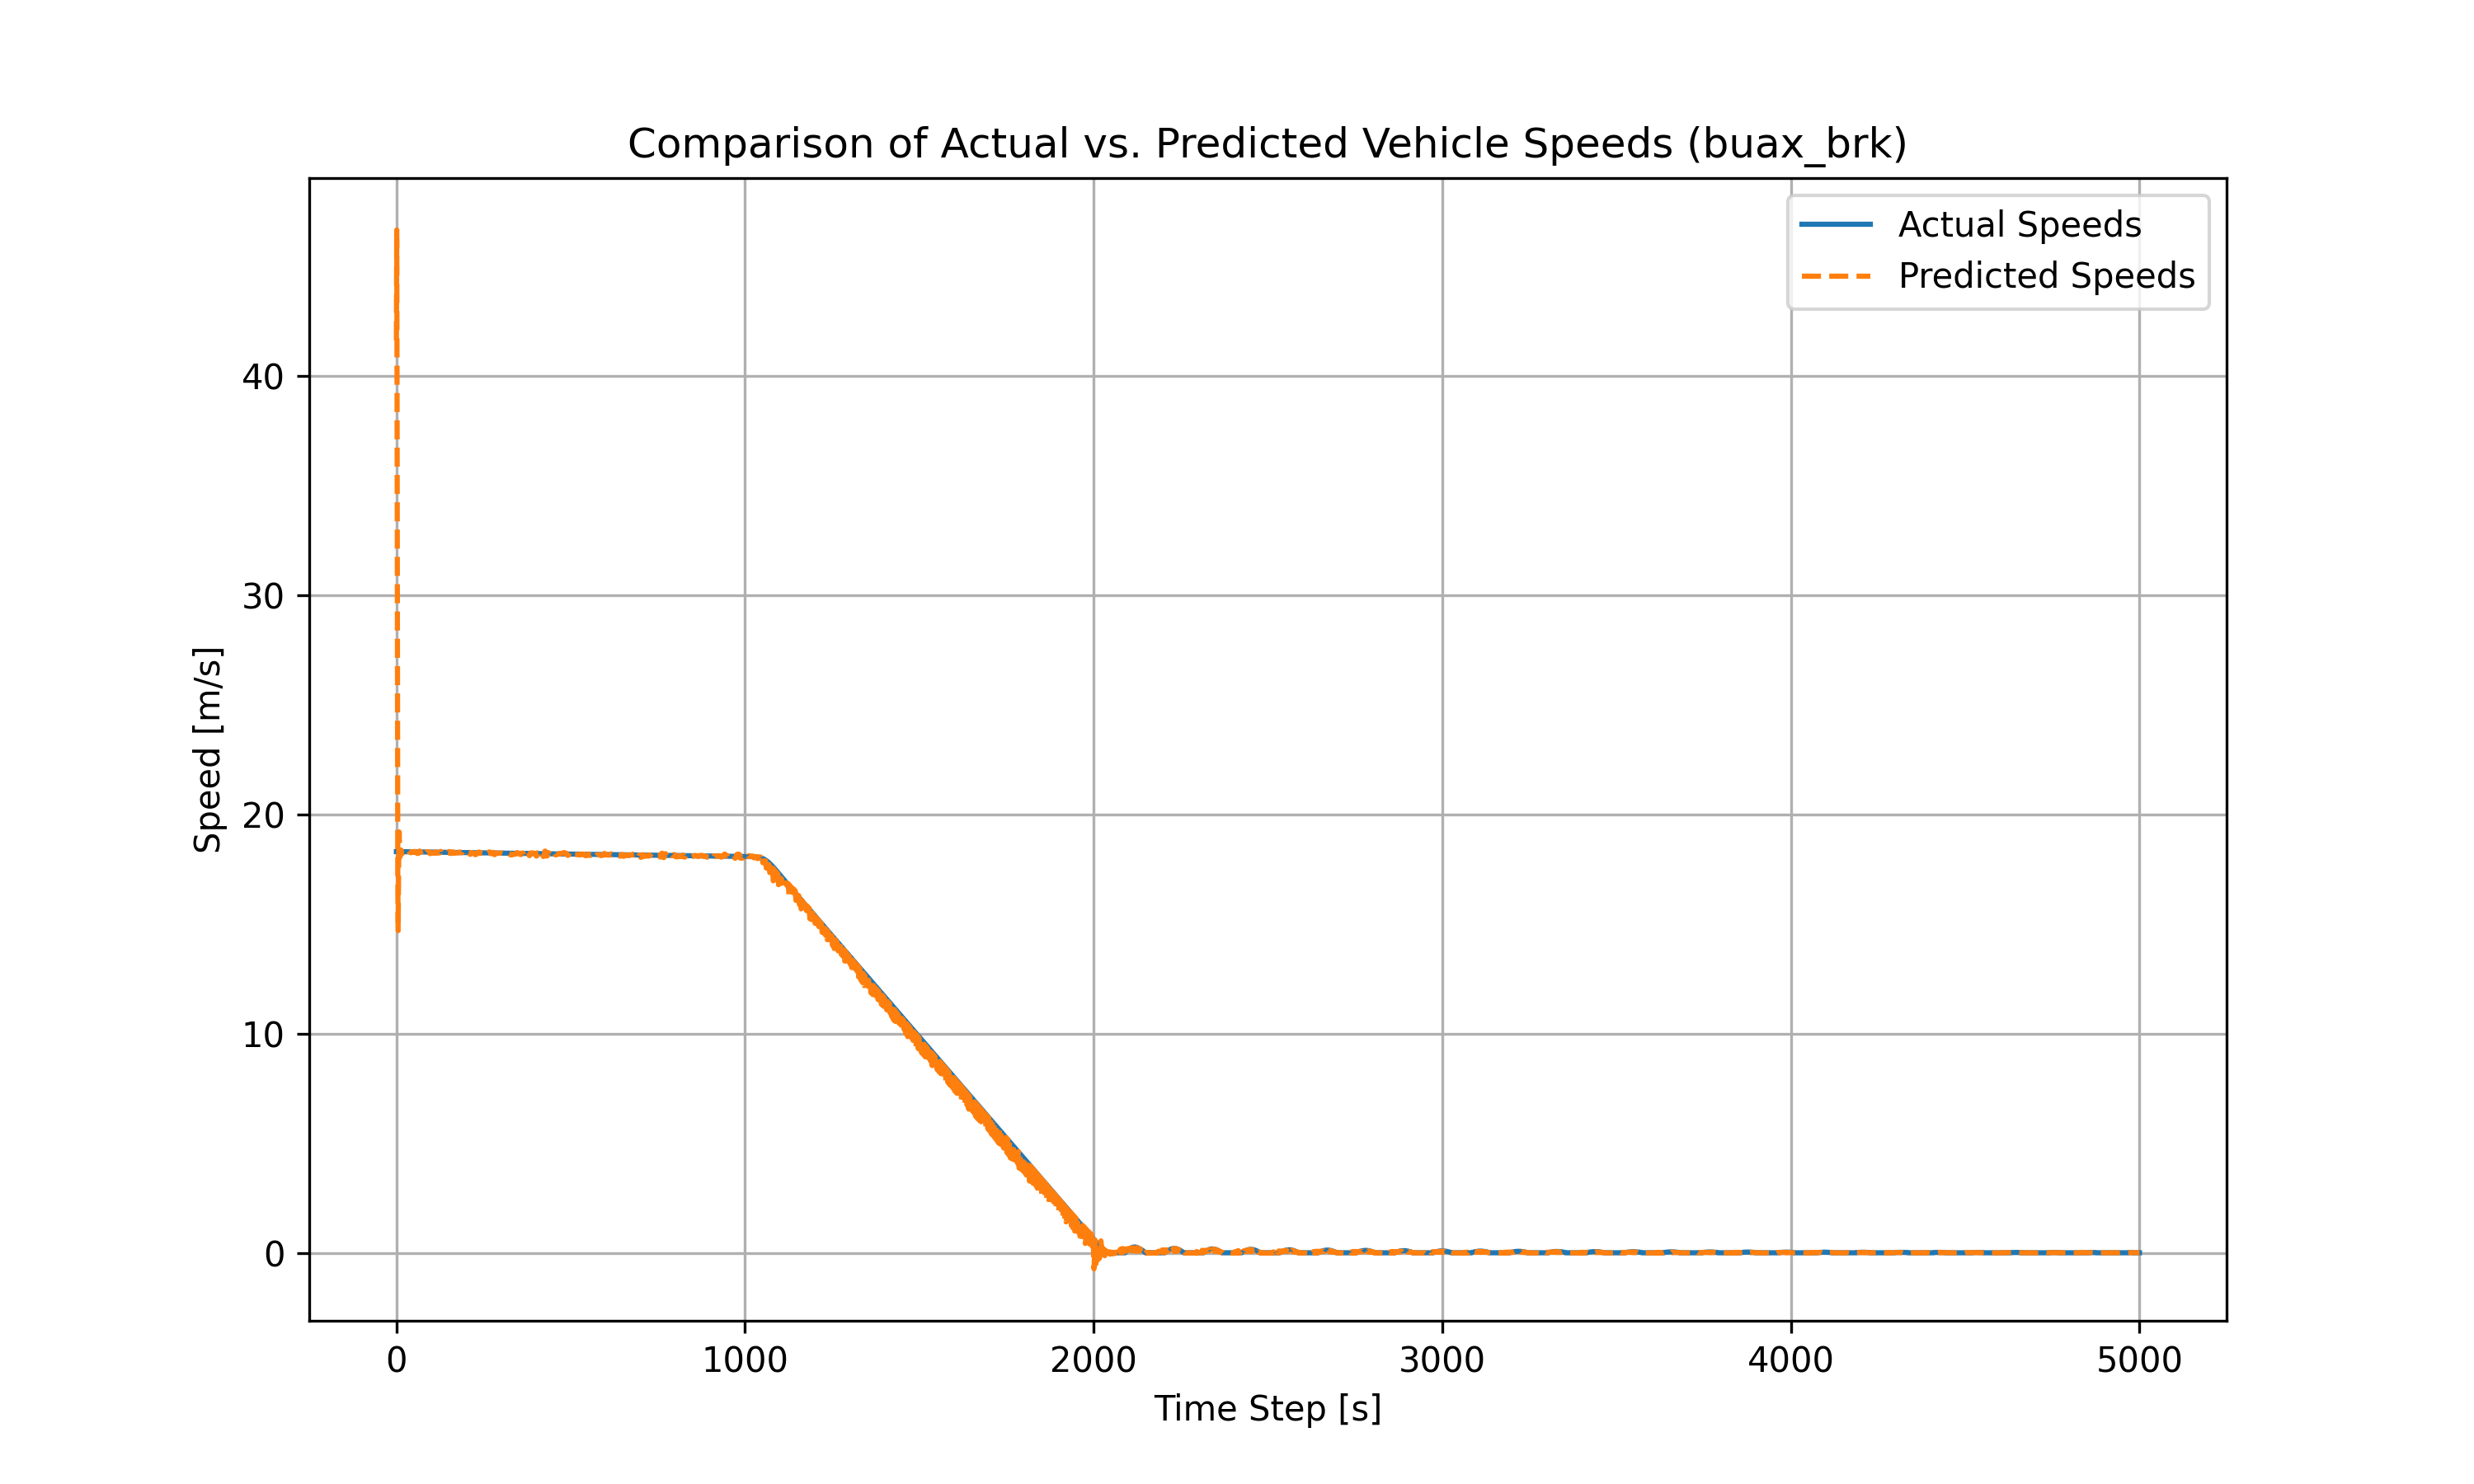 Comparison of Actual vs. Predicted Vehicle Speeds (buax_brk)
Actual Speeds
Predicted Speeds
Speed [m/s]
40
30
20
10
0
0 1000 2000 3000 4000 5000
Time Step [s]